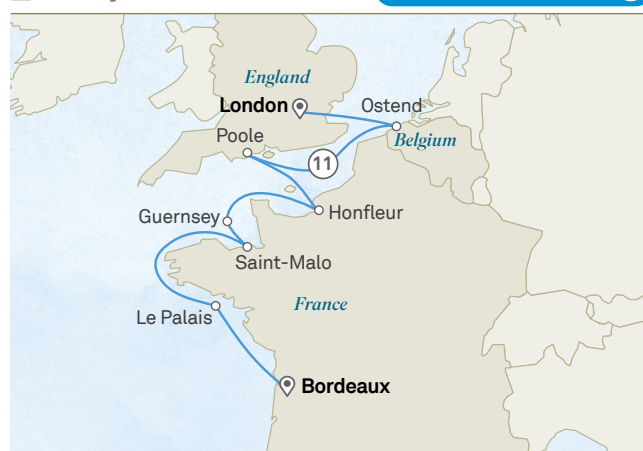 England
London
Ostend
Poole
Belgium
11
Guernsey
Honfleur
Saint-Malo
Le Palais
France
Bordeaux